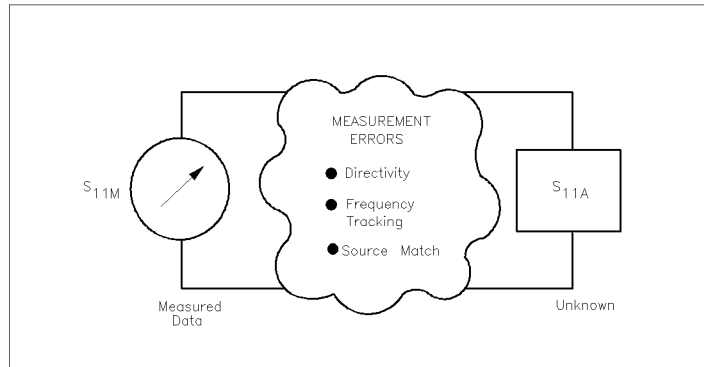 MEASUREMENT
ERRORS
S11M
● Directivity
● Frequency
Tracking
● Source Match
S11A
Measured
Data
Unknown